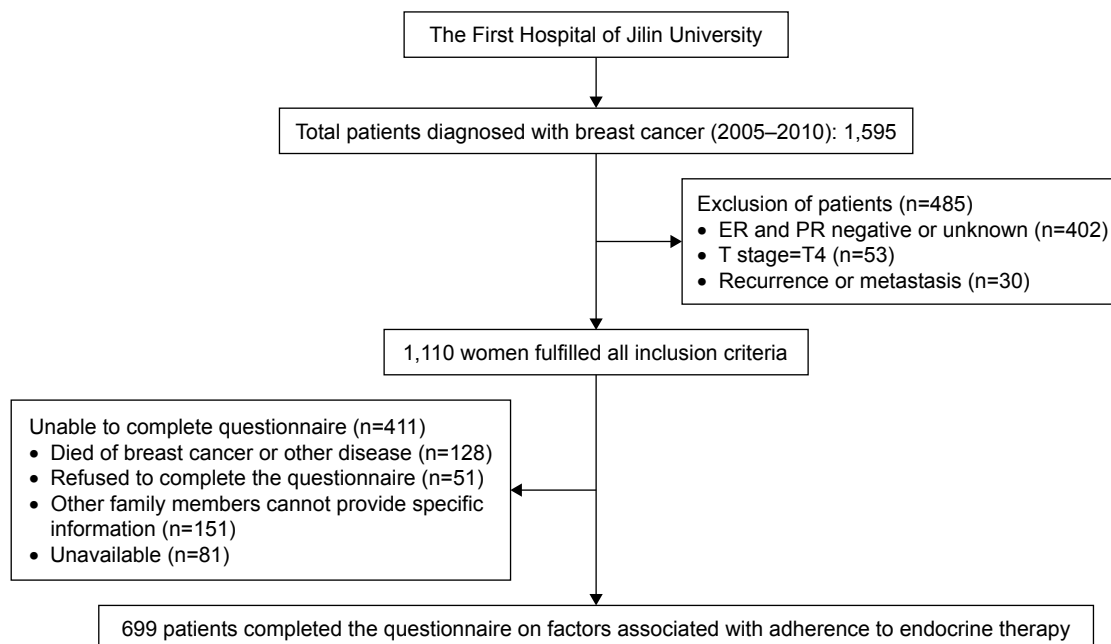 The First Hospital of Jilin University
Total patients diagnosed with breast cancer (2005–2010): 1,595
Exclusion of patients (n=485)
• ER and PR negative or unknown (n=402)
• T stage=T4 (n=53)
• Recurrence or metastasis (n=30)
1,110 women fulfilled all inclusion criteria
Unable to complete questionnaire (n=411)
• Died of breast cancer or other disease (n=128)
• Refused to complete the questionnaire (n=51)
• Other family members cannot provide specific
information (n=151)
• Unavailable (n=81)
699 patients completed the questionnaire on factors associated with adherence to endocrine therapy